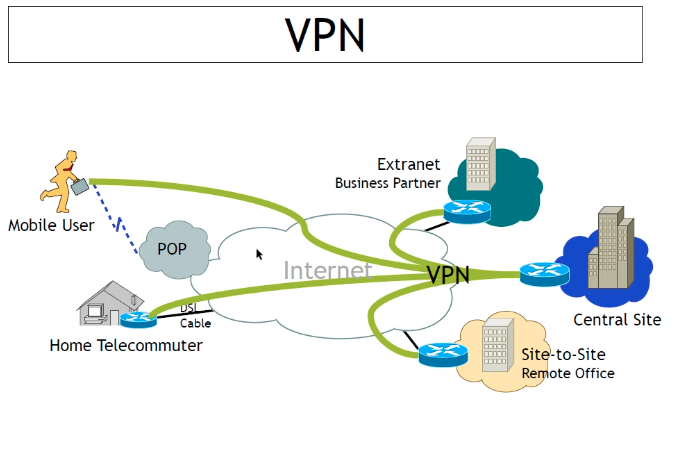 VPN
Extranet
Business Partner
Mobile User
POP
Internet
VPN
DSL
Cable
Central Site
Home Telecommuter
Site-to-Site
Remote Office